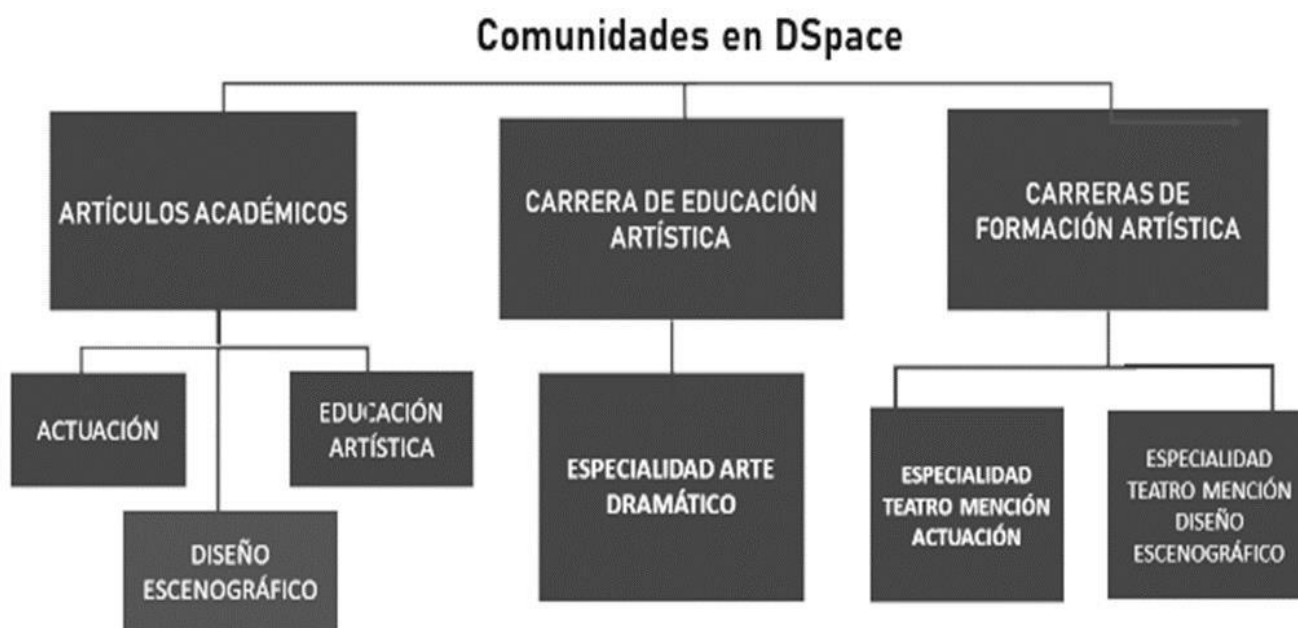 Comunidades en DSpace
ARTÍCULOS ACADÉMICOS
CARRERA DE EDUCACIÓN
ARTÍSTICA
CARRERAS DE
FORMACIÓN ARTÍSTICA
ACTUACIÓN
EDUCACIÓN
ARTÍSTICA
DISEÑO
ESCENOGRÁFICO
ESPECIALIDAD ARTE
DRAMÁTICO
ESPECIALIDAD
TEATRO MENCIÓN
ACTUACIÓN
ESPECIALIDAD
TEATRO MENCIÓN
DISEÑO
ESCENOGRÁFICO